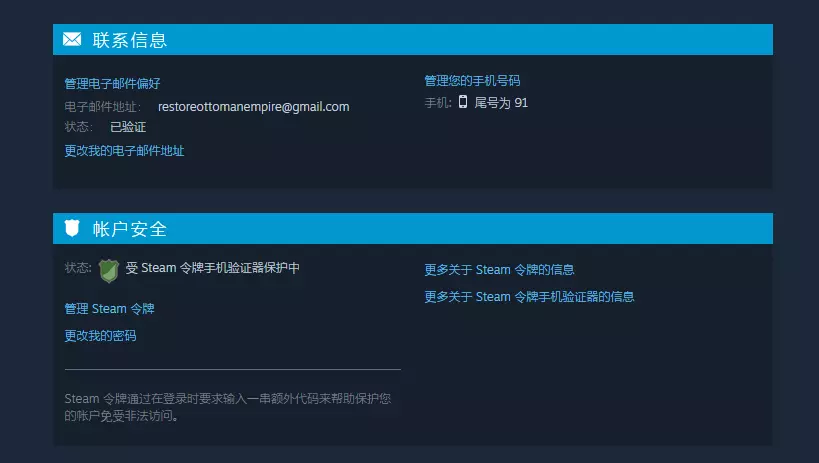 联系信息
管理电子邮件偏好
电子邮件地址： restoreottomanempire@gmail.com
状态： 已验证
更改我的电子邮件地址
管理您的手机号码
手机: 尾号为 91
帐户安全
状态: 受 Steam 令牌手机验证器保护中
管理 Steam 令牌
更改我的密码
Steam 令牌通过在登录时要求输入一串额外代码来帮助保护您
的帐户免受非法访问。
更多关于 Steam 令牌的信息
更多关于 Steam 令牌手机验证器的信息